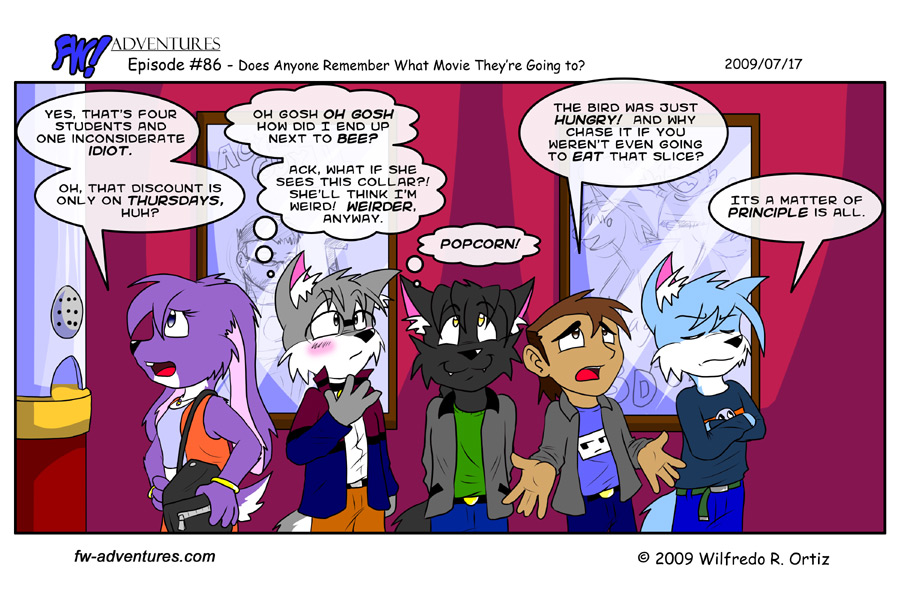 FW! ADVENTURES
Episode #86 - Does Anyone Remember What Movie They're Going to?
2009/07/17
YES, THAT'S FOUR
STUDENTS AND
ONE INCONSIDERATE
IDIOT.
OH, THAT DISCOUNT IS
ONLY ON THURSDAYS,
HUH?
OH GOSH OH GOSH
HOW DID I END UP
NEXT TO BEE?
ACK, WHAT IF SHE
SEES THIS COLLAR?!
SHE'LL THINK I'M
WEIRD! WEIRDER,
ANYWAY.
POPCORN!
THE BIRD WAS JUST
HUNGRY! AND WHY
CHASE IT IF YOU
WEREN'T EVEN GOING
TO EAT THAT SLICE?
ITS A MATTER OF
PRINCIPLE IS ALL.
fw-adventures.com
© 2009 Wilfredo R. Ortiz